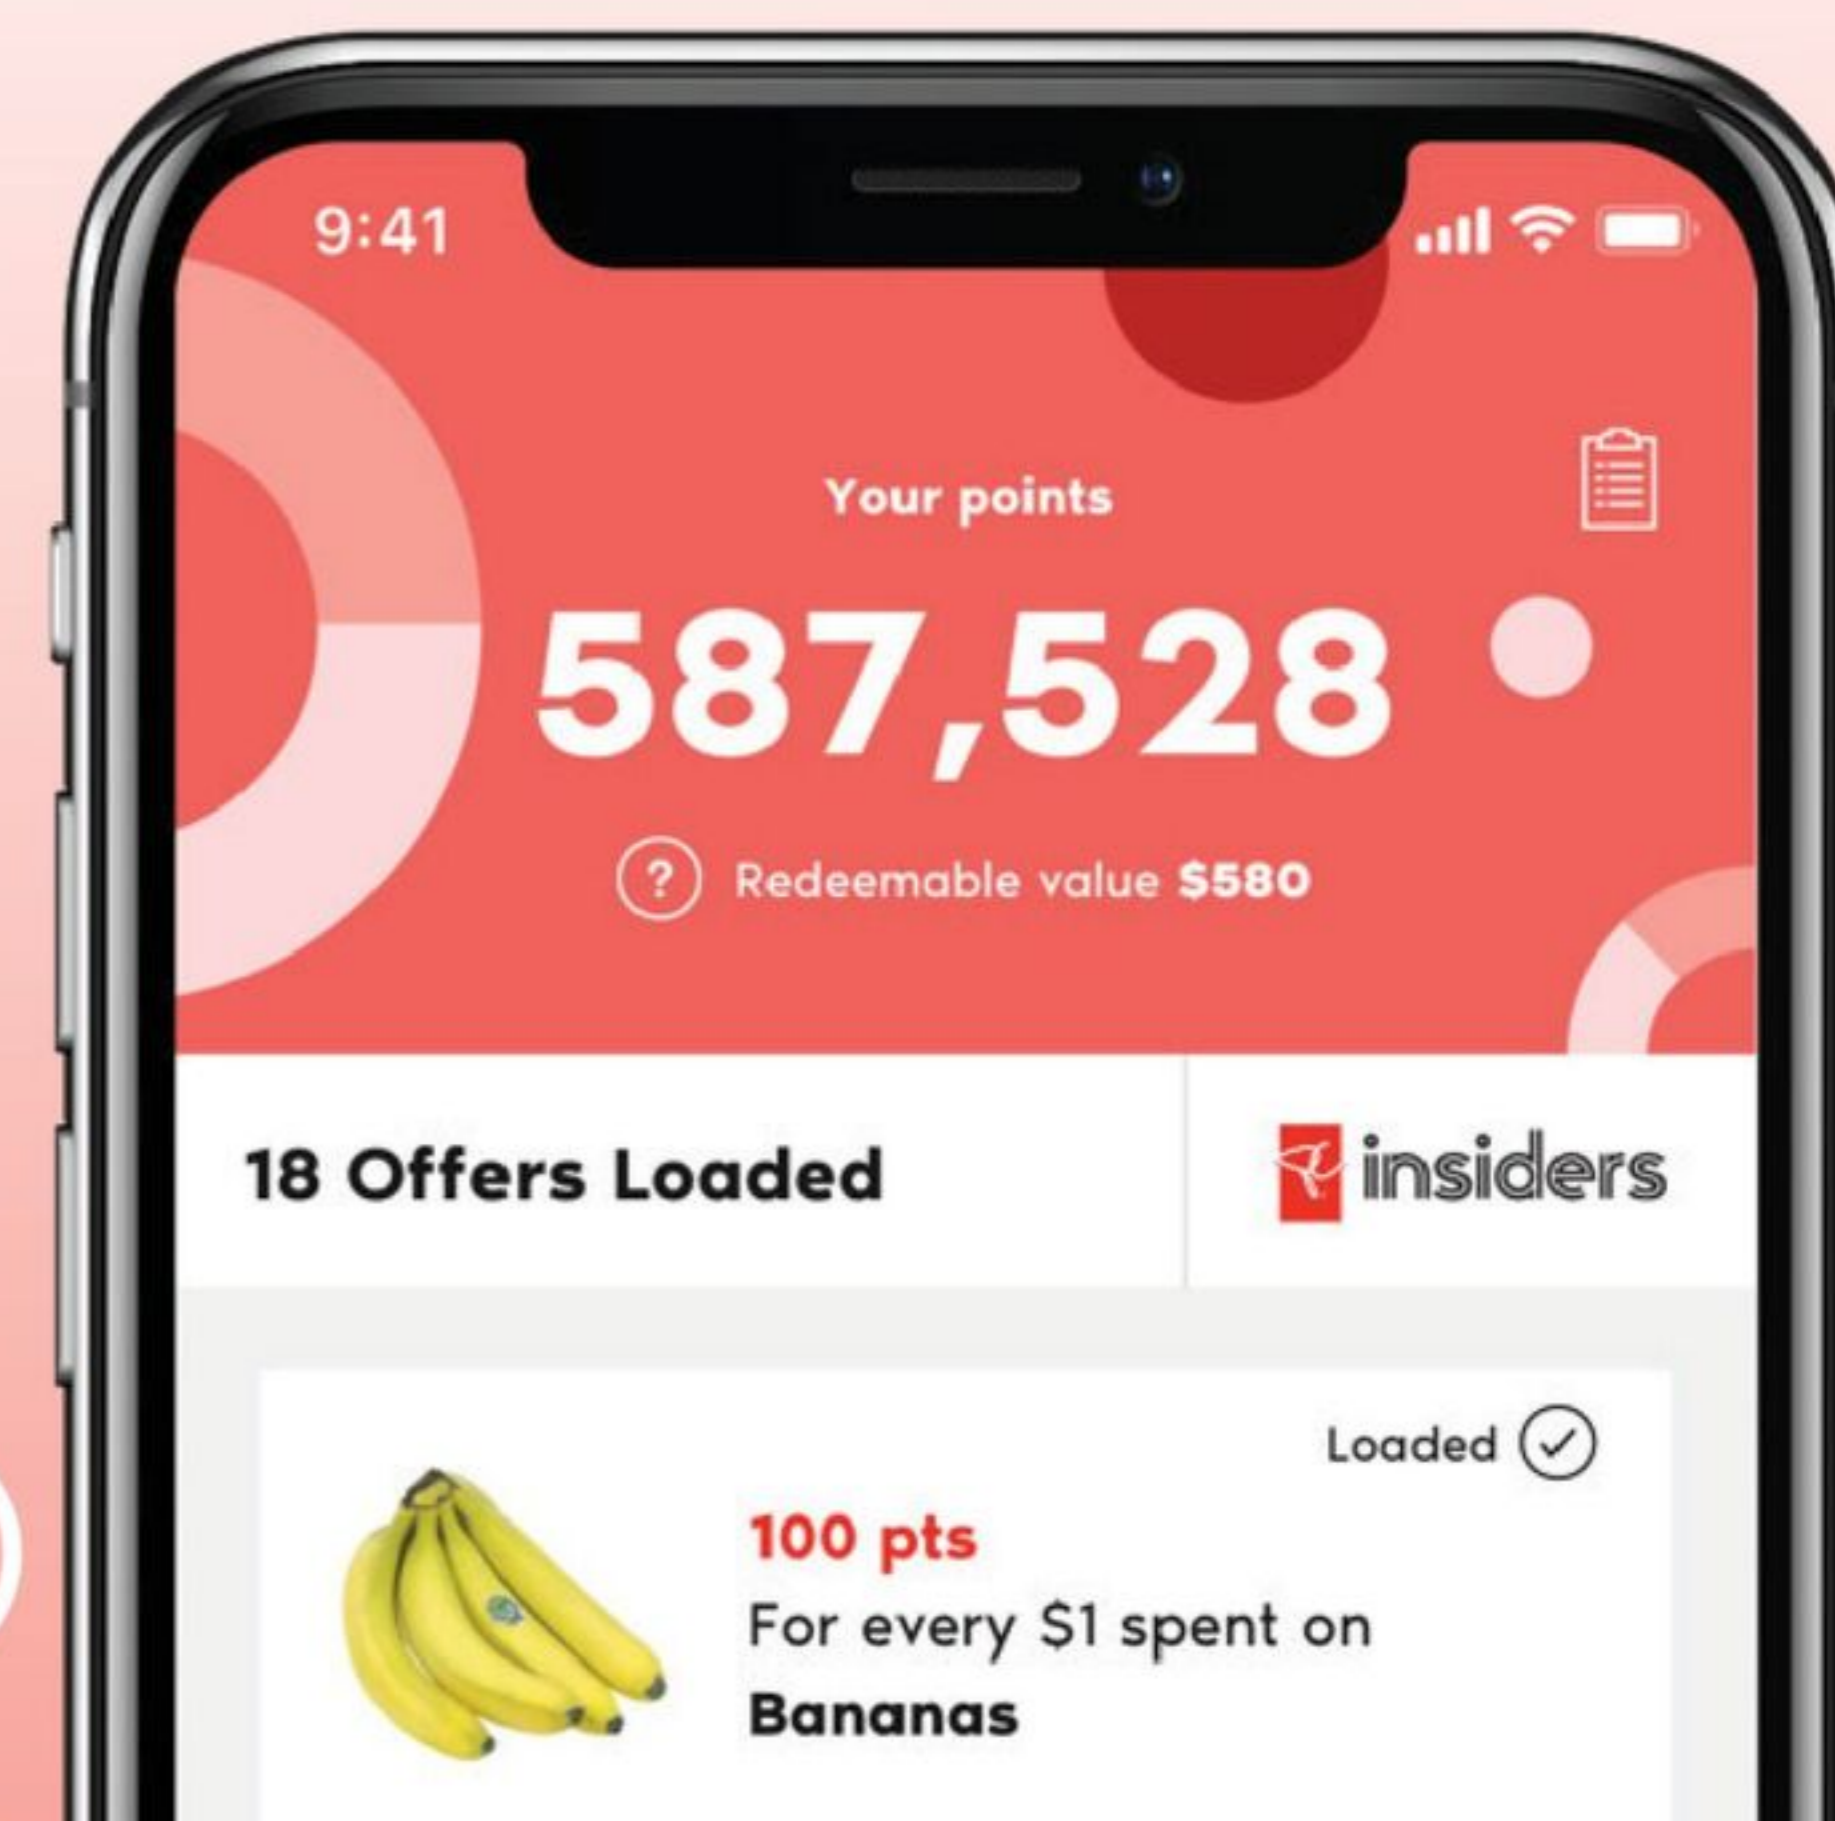 9:41
Your points
587,528
? Redeemable value $580
18 Offers Loaded
insiders
Loaded
100 pts
For every $1 spent on
Bananas